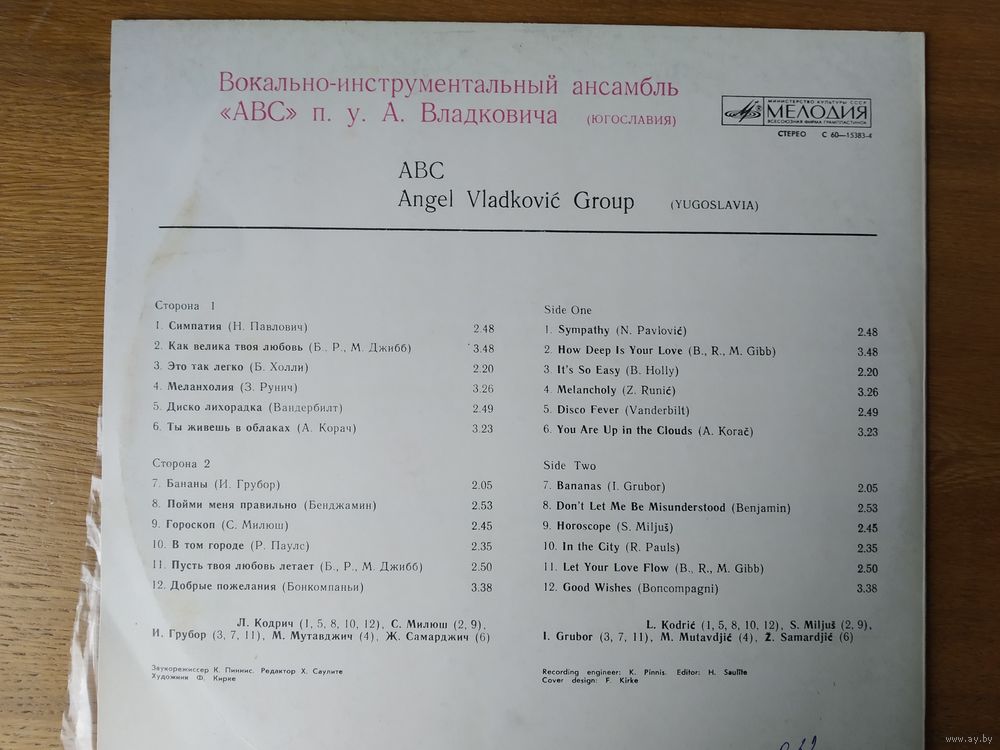 Вокально-инструментальный ансамбль
«АВС» п. у. А. Владковича (ЮГОСЛАВИЯ)
МИНИСТЕРСТВО КУЛЬТУРЫ СССР
МЕЛОДИЯ
ВСЕСОЮЗНАЯ ФИРМА ГРАМПЛАСТИНОК
СТЕРЕО С 60—15383-4
ABC
Angel Vladković Group (YUGOSLAVIA)
Сторона 1
1. Симпатия (Н. Павлович) 2.48
2. Как велика твоя любовь (Б., Р., М. Джибб) 3.48
3. Это так легко (Б. Холли) 2.20
4. Меланхолия (З. Рунич) 3.26
5. Диско лихорадка (Вандербилт) 2.49
6. Ты живешь в облаках (А. Корач) 3.23
Сторона 2
7. Бананы (И. Грубор) 2.05
8. Пойми меня правильно (Бенджамин) 2.53
9. Гороскоп (С. Милюш) 2.45
10. В том городе (Р. Паулс) 2.35
11. Пусть твоя любовь летает (Б., Р., М. Джибб) 2.50
12. Добрые пожелания (Бонкомпаньи) 3.38
Л. Кодрич (1, 5, 8, 10, 12), С. Милюш (2, 9),
И. Грубор (3, 7, 11), М. Мутавджич (4), Ж. Самарджич (6)
Звукорежиссер К. Пиннис. Редактор Х. Саулите
Художник Ф. Кирке
Side One
1. Sympathy (N. Pavlović) 2.48
2. How Deep Is Your Love (B., R., M. Gibb) 3.48
3. It's So Easy (B. Holly) 2.20
4. Melancholy (Z. Runić) 3.26
5. Disco Fever (Vanderbilt) 2.49
6. You Are Up in the Clouds (A. Korač) 3.23
Side Two
7. Bananas (I. Grubor) 2.05
8. Don't Let Me Be Misunderstood (Benjamin) 2.53
9. Horoscope (S. Miljuš) 2.45
10. In the City (R. Pauls) 2.35
11. Let Your Love Flow (B., R., M. Gibb) 2.50
12. Good Wishes (Boncompagni) 3.38
L. Kodrić (1, 5, 8, 10, 12), S. Miljuš (2, 9),
I. Grubor (3, 7, 11), M. Mutavdjić (4), Ž. Samardjić (6)
Recording engineer: K. Pinnis. Editor: H. Saulīte
Cover design: F. Kirke
www.ay.by